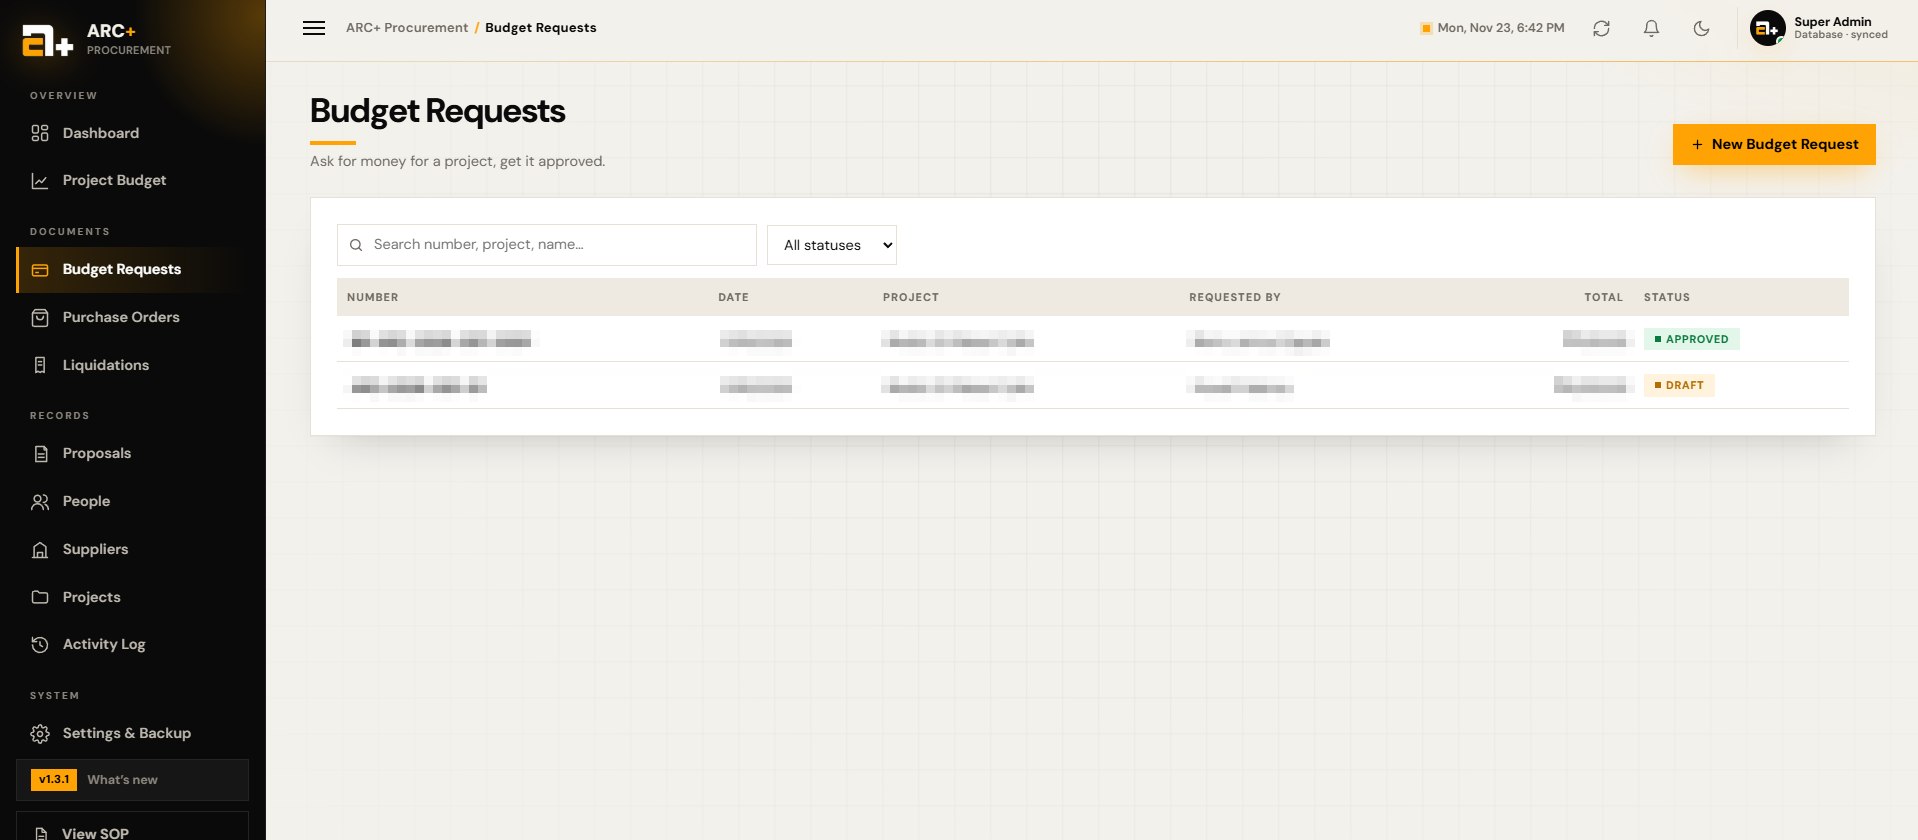 ARC+
PROCUREMENT
OVERVIEW
Dashboard
Project Budget
DOCUMENTS
Budget Requests
Purchase Orders
Liquidations
RECORDS
Proposals
People
Suppliers
Projects
Activity Log
SYSTEM
Settings & Backup
v1.3.1 What's new
View SOP
ARC+ Procurement / Budget Requests
Mon, Nov 23, 6:42 PM
Super Admin
Database · synced
Budget Requests
Ask for money for a project, get it approved.
+ New Budget Request
Search number, project, name...
All statuses
NUMBER DATE PROJECT REQUESTED BY TOTAL STATUS
APPROVED
DRAFT